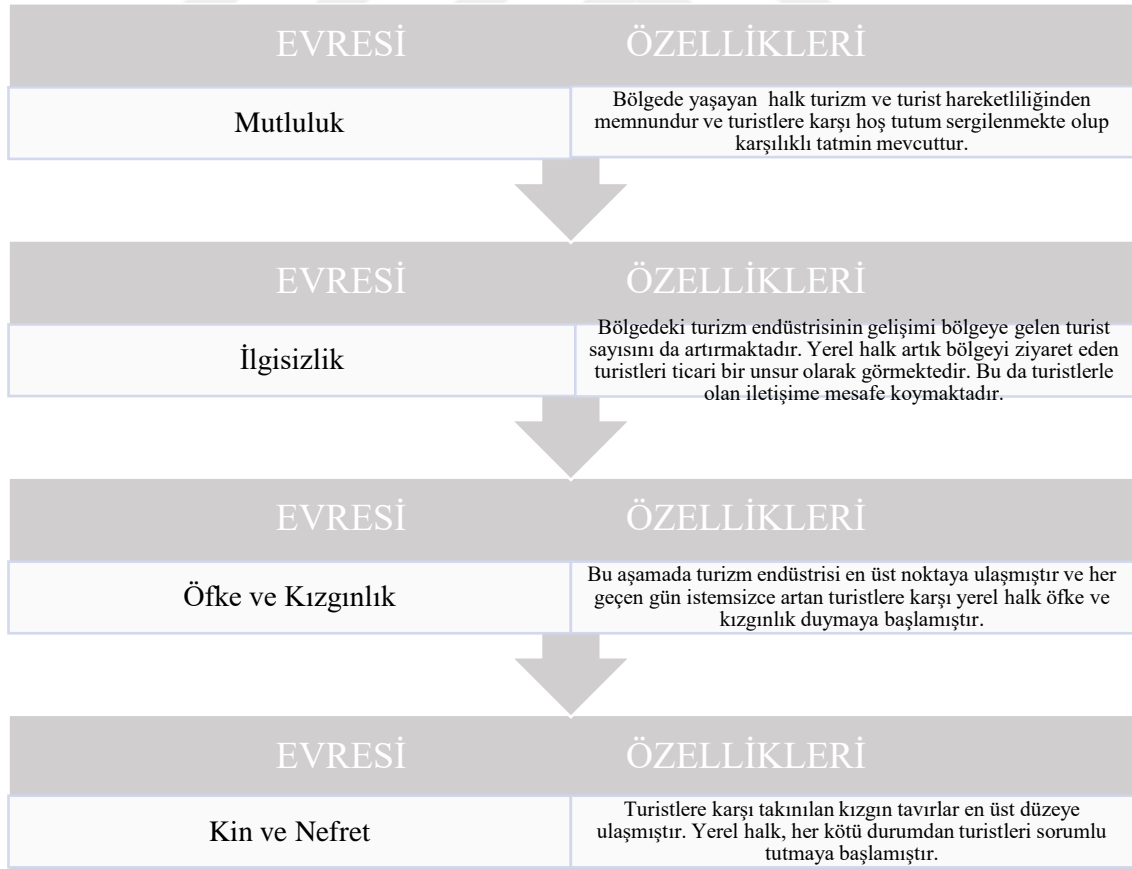 EVRESİ ÖZELLİKLERİ
Mutluluk
Bölgede yaşayan halk turizm ve turist hareketliliğinden
memnundur ve turistlere karşı hoş tutum sergilenmekte olup
karşılıklı tatmin mevcuttur.
EVRESİ ÖZELLİKLERİ
İlgisizlik
Bölgedeki turizm endüstrisinin gelişimi bölgeye gelen turist
sayısını da artırmaktadır. Yerel halk artık bölgeyi ziyaret eden
turistleri ticari bir unsur olarak görmektedir. Bu da turistlerle
olan iletişime mesafe koymaktadır.
EVRESİ ÖZELLİKLERİ
Öfke ve Kızgınlık
Bu aşamada turizm endüstrisi en üst noktaya ulaşmıştır ve her
geçen gün istemsizce artan turistlere karşı yerel halk öfke ve
kızgınlık duymaya başlamıştır.
EVRESİ ÖZELLİKLERİ
Kin ve Nefret
Turistlere karşı takınılan kızgın tavırlar en üst düzeye
ulaşmıştır. Yerel halk, her kötü durumdan turistleri sorumlu
tutmaya başlamıştır.